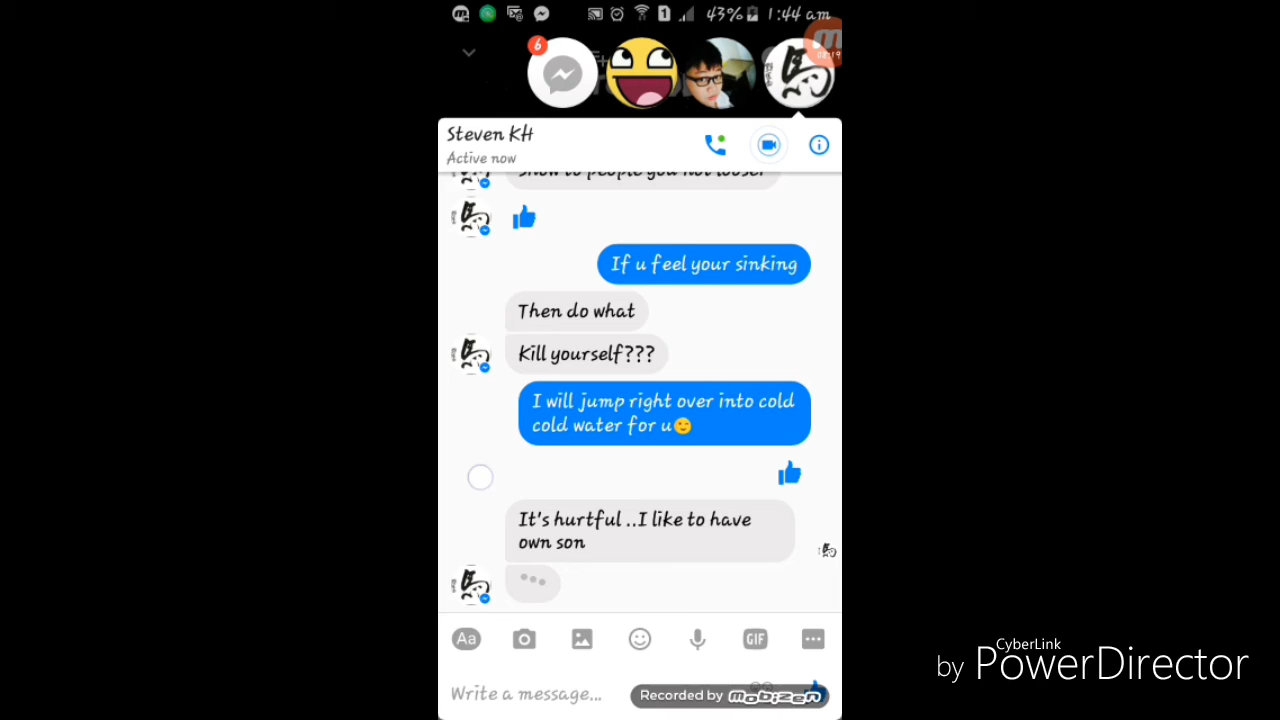 43% 1:44 am
6
Steven KH
Active now
Show to people you not looser
If u feel your sinking
Then do what
Kill yourself???
I will jump right over into cold
cold water for u😊
It's hurtful ..I like to have
own son
Aa
GIF
Write a message...
Recorded by mobizen
CyberLink
by PowerDirector